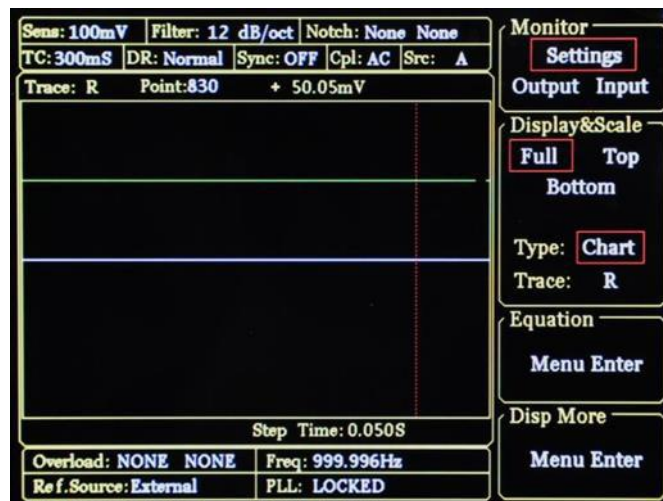 Sens: 100mV Filter: 12 dB/oct Notch: None None
TC: 300mS DR: Normal Sync: OFF Cpl: AC Src: A
Trace: R Point:830 + 50.05mV
Step Time: 0.050S
Overload: NONE NONE Freq: 999.996Hz
Ref.Source: External PLL: LOCKED
Monitor
Settings
Output Input
Display&Scale
Full Top
Bottom
Type: Chart
Trace: R
Equation
Menu Enter
Disp More
Menu Enter